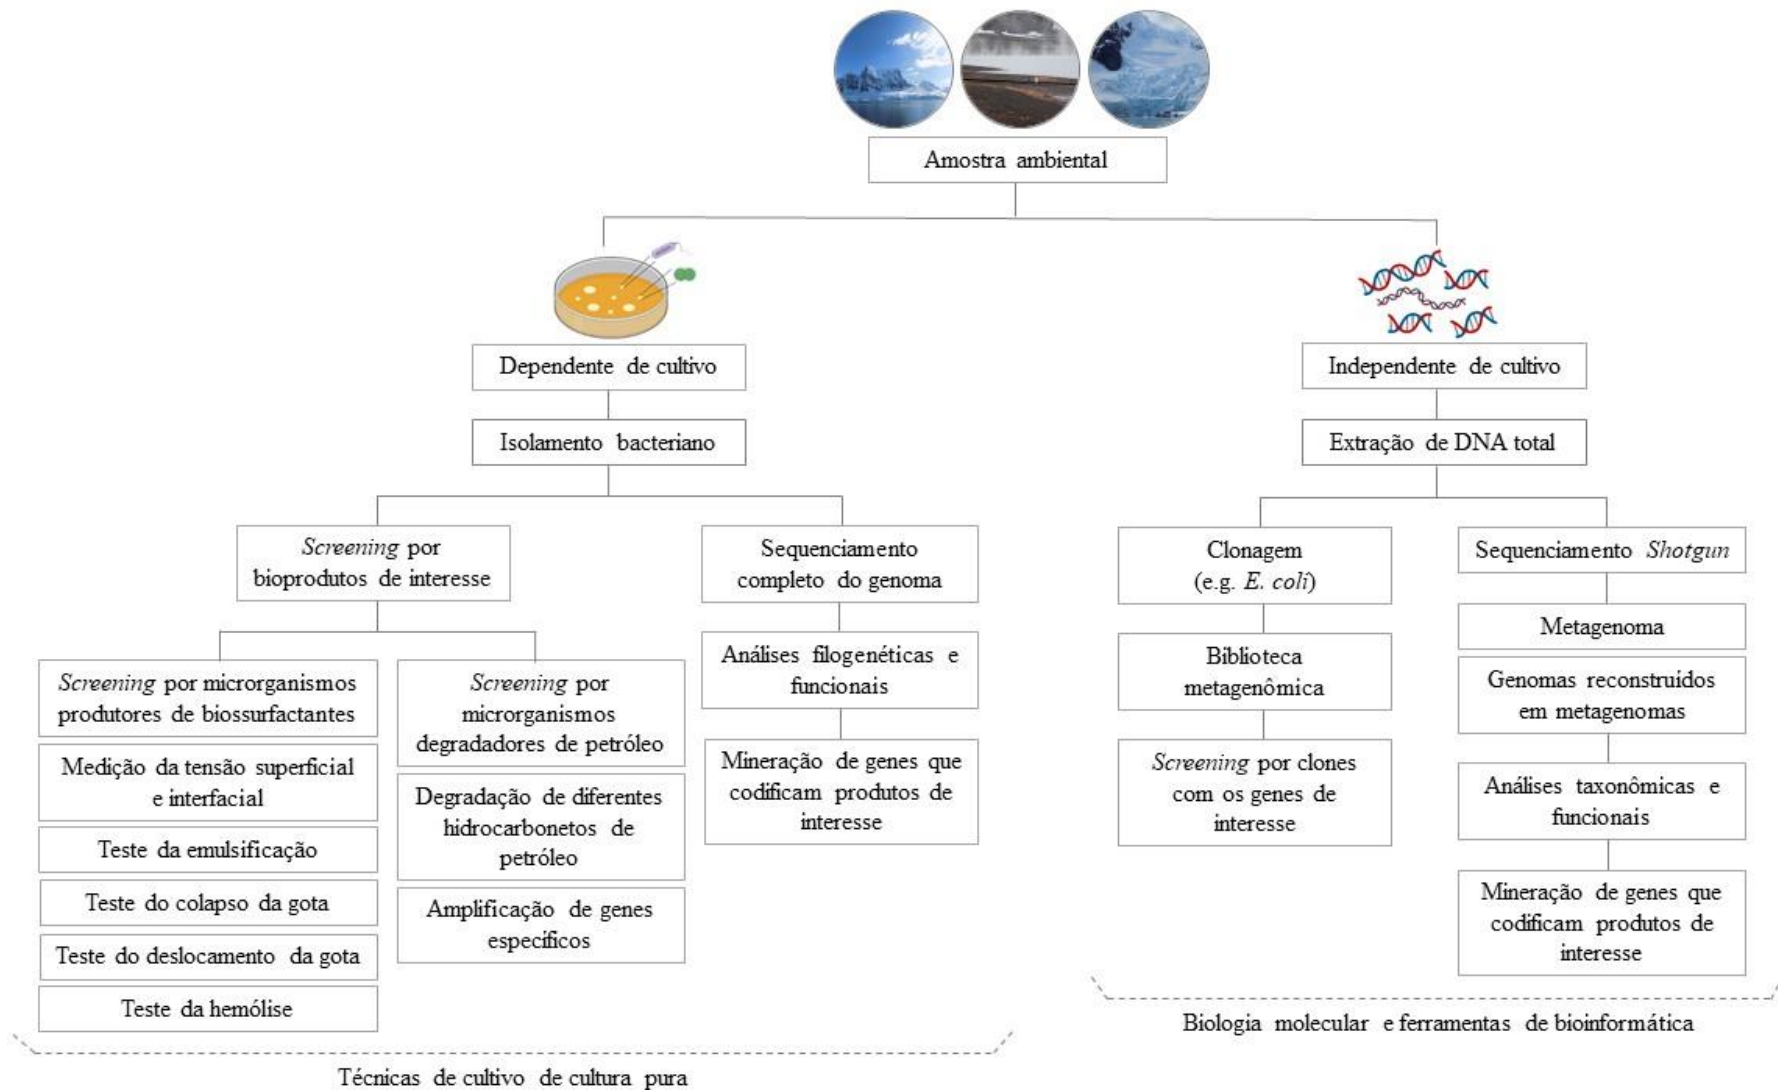 Amostra ambiental
Dependente de cultivo
Isolamento bacteriano
Screening por
bioprodutos de interesse
Screening por microrganismos
produtores de biossurfactantes
Medição da tensão superficial
e interfacial
Teste da emulsificação
Teste do colapso da gota
Teste do deslocamento da gota
Teste da hemólise
Screening por
microrganismos
degradadores de petróleo
Degradação de diferentes
hidrocarbonetos de
petróleo
Amplificação de genes
específicos
Sequenciamento
completo do genoma
Análises filogenéticas e
funcionais
Mineração de genes que
codificam produtos de
interesse
Técnicas de cultivo de cultura pura
Independente de cultivo
Extração de DNA total
Clonagem
(e.g. E. coli)
Biblioteca
metagenômica
Screening por clones
com os genes de
interesse
Sequenciamento Shotgun
Metagenoma
Genomas reconstruidos
em metagenomas
Análises taxonômicas e
funcionais
Mineração de genes que
codificam produtos de
interesse
Biologia molecular e ferramentas de bioinformática